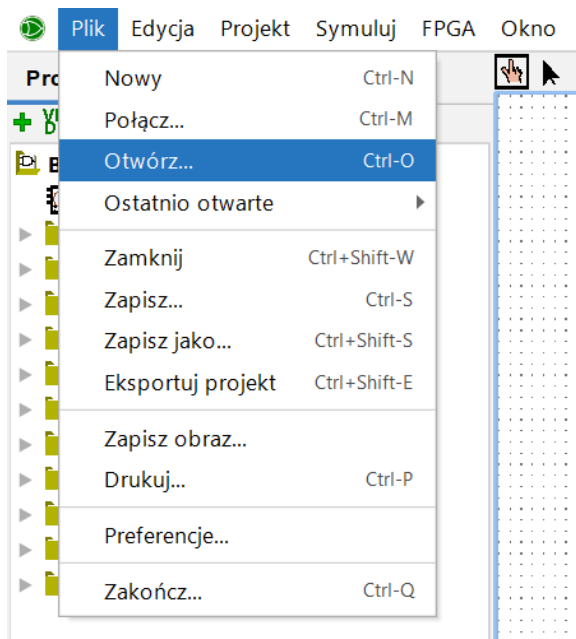 Plik Edycja Projekt Symuluj FPGA Okno
Nowy Ctrl-N
Połącz... Ctrl-M
Otwórz... Ctrl-O
Ostatnio otwarte
Zamknij Ctrl+Shift-W
Zapisz... Ctrl-S
Zapisz jako... Ctrl+Shift-S
Eksportuj projekt Ctrl+Shift-E
Zapisz obraz...
Drukuj... Ctrl-P
Preferencje...
Zakończ... Ctrl-Q